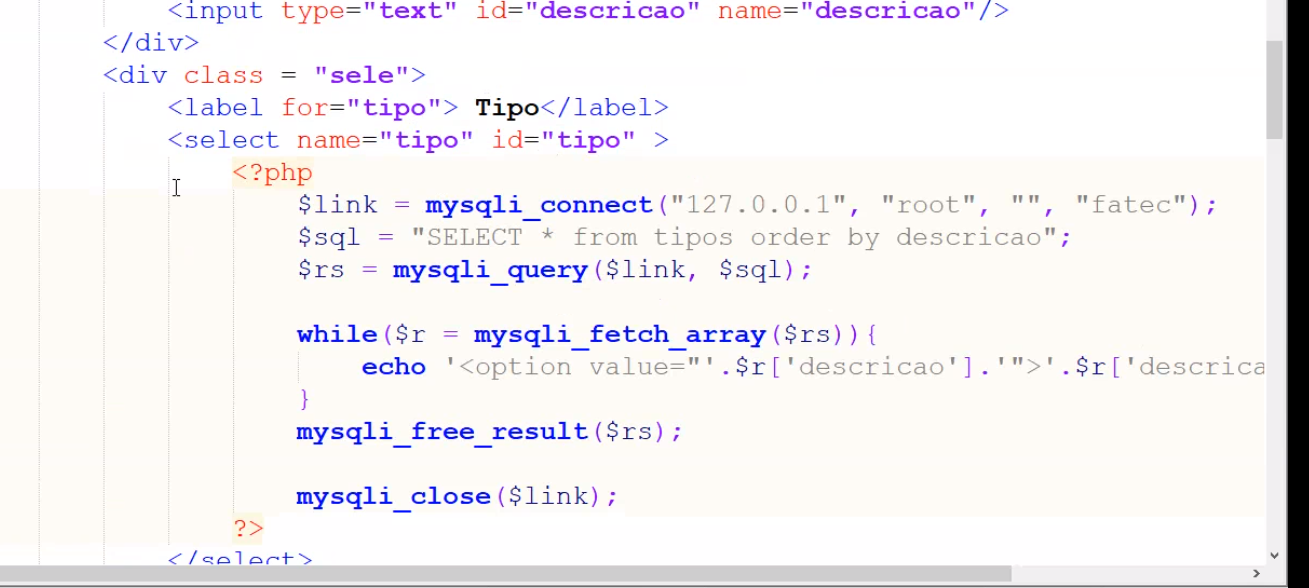 <input type="text" id="descricao" name="descricao"/>
</div>
<div class = "sele">
<label for="tipo"> Tipo</label>
<select name="tipo" id="tipo" >
<?php
$link = mysqli_connect("127.0.0.1", "root", "", "fatec");
$sql = "SELECT * from tipos order by descricao";
$rs = mysqli_query($link, $sql);
while($r = mysqli_fetch_array($rs)){
echo '<option value="'.$r['descricao'].'">'.$r['descrica
}
mysqli_free_result($rs);
mysqli_close($link);
?>
</select>